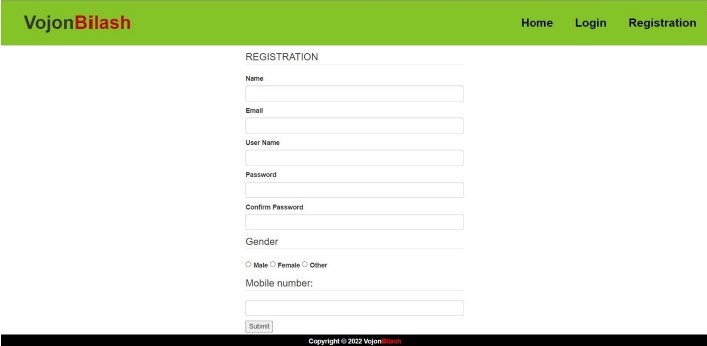 VojonBilash
Home Login Registration
REGISTRATION
Name
Email
User Name
Password
Confirm Password
Gender
Male Female Other
Mobile number:
Submit
Copyright © 2022 VojonBilash